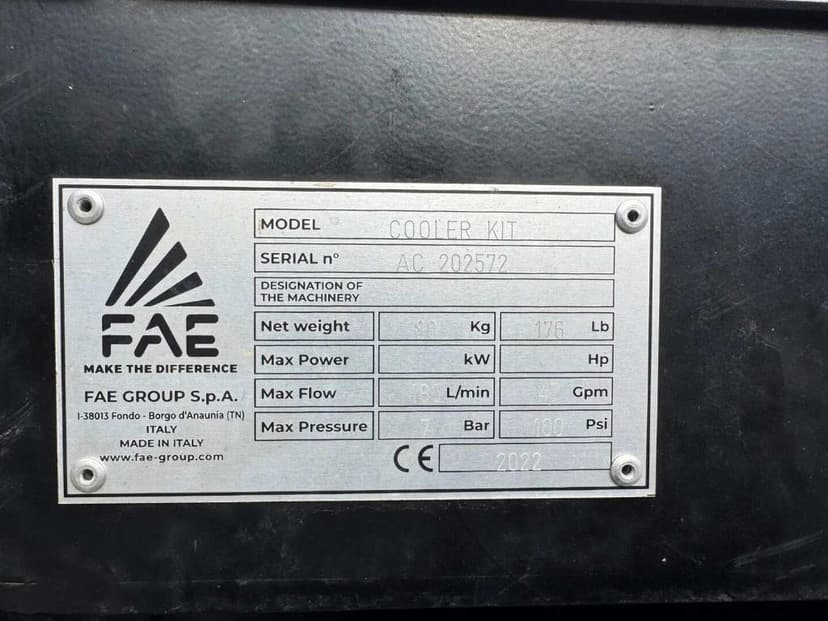 FAE
MAKE THE DIFFERENCE
FAE GROUP S.p.A.
I-38013 Fondo - Borgo d'Anaunia (TN)
ITALY
MADE IN ITALY
www.fae-group.com
MODEL COOLER KIT
SERIAL n° AC 202572
DESIGNATION OF
THE MACHINERY
Net weight Kg 176 Lb
Max Power kW Hp
Max Flow L/min Gpm
Max Pressure 7 Bar 100 Psi
CE 2022